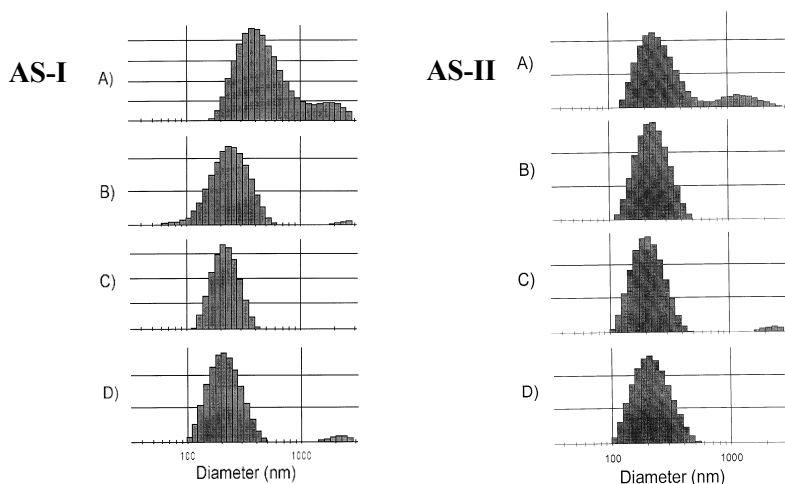 AS-I
A)
B)
C)
D)
100
1000
Diameter (nm)
AS-II
A)
B)
C)
D)
100
1000
Diameter (nm)